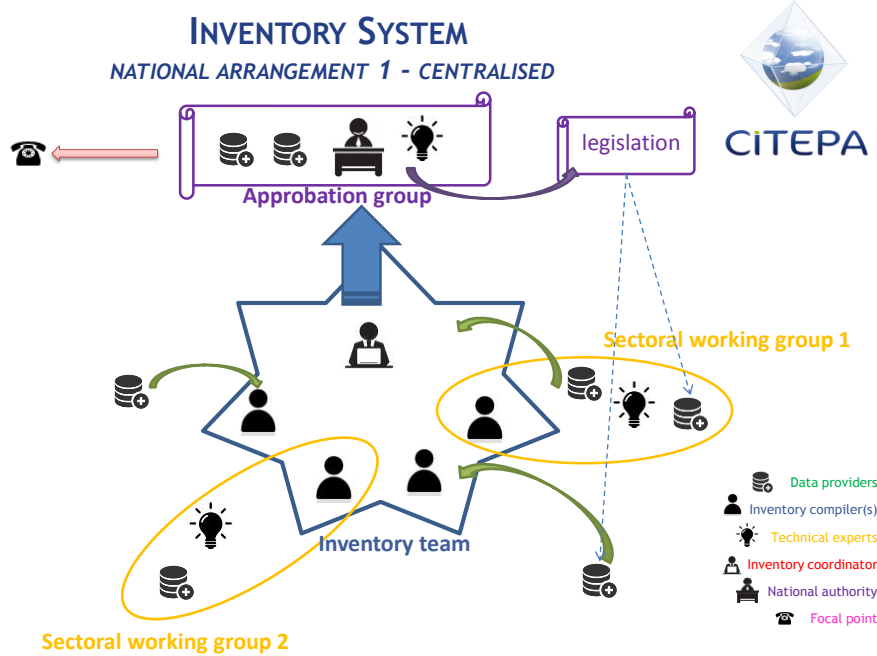 INVENTORY SYSTEM
NATIONAL ARRANGEMENT 1 - CENTRALISED
CiTEPA
legislation
Approbation group
Sectoral working group 1
Inventory team
Sectoral working group 2
Data providers
Inventory compiler(s)
Technical experts
Inventory coordinator
National authority
Focal point